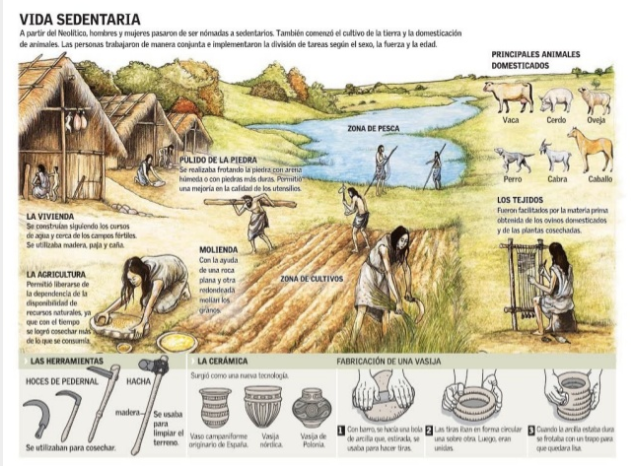 VIDA SEDENTARIA
A partir del Neolítico, hombres y mujeres pasaron de ser nómadas a sedentarios. También comenzó el cultivo de la tierra y la domesticación
de animales. Las personas trabajaron de manera conjunta e implementaron la división de tareas según el sexo, la fuerza y la edad.
PRINCIPALES ANIMALES
DOMESTICADOS
Vaca Cerdo Oveja
Perro Cabra Caballo
ZONA DE PESCA
PULIDO DE LA PIEDRA
Se realizaba frotando la piedra con arena
húmeda o con piedras más duras. Permitió
una mejoría en la calidad de los utensilios.
LOS TEJIDOS
Fueron facilitados por la materia prima
obtenida de los ovinos domesticados
y de las plantas cosechadas.
LA VIVIENDA
Se construían siguiendo los cursos
de agua y cerca de los campos fértiles.
Se utilizaba madera, paja y caña.
MOLIENDA
Con la ayuda
de una roca
plana y otra
redondeada
molían los
granos.
ZONA DE CULTIVOS
LA AGRICULTURA
Permitió liberarse de
la dependencia de la
disponibilidad de
recursos naturales, ya
que con el tiempo
se logró cosechar más
de lo que se consumía.
LAS HERRAMIENTAS
HOCES DE PEDERNAL
HACHA
madera
Se usaba
para
limpiar el
terreno.
Se utilizaban para cosechar.
LA CERÁMICA
Surgió como una nueva tecnología.
Vaso campaniforme
originario de España.
Vasija
nórdica.
Vasija de
Polonia.
FABRICACIÓN DE UNA VASIJA
1 Con barro, se hacía una bola
de arcilla que, estirada, se
usaba para hacer tiras.
2 Las tiras iban en forma circular
una sobre otra. Luego, eran
unidas.
3 Cuando la arcilla estaba dura
se frotaba con un trapo para
que quedara lisa.